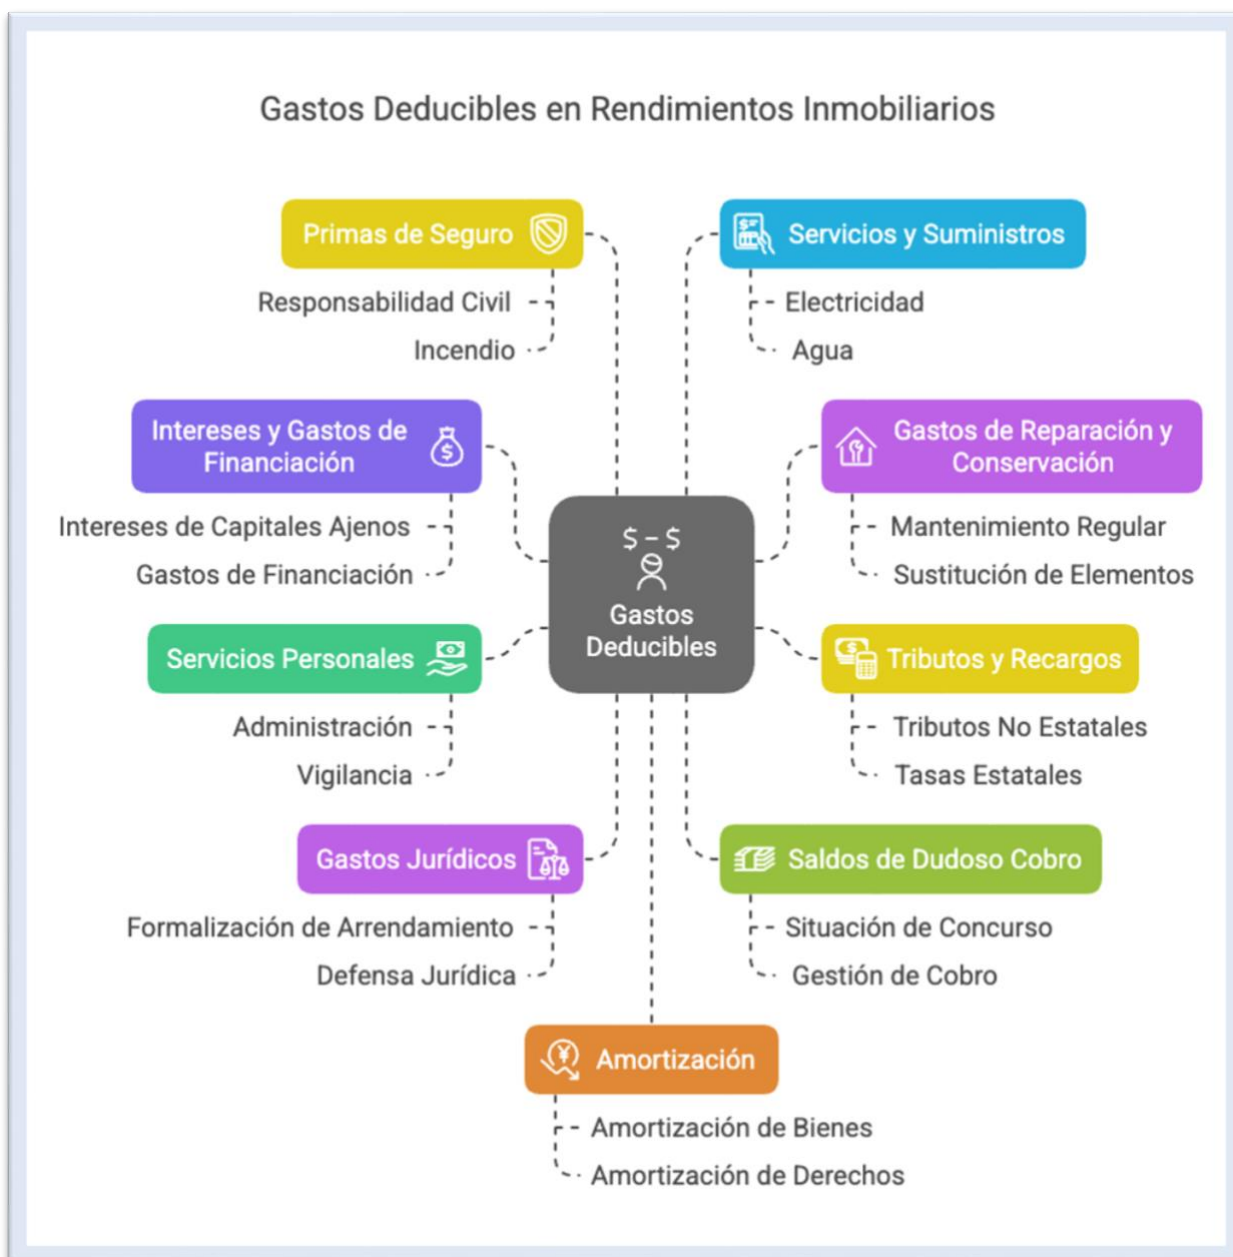 Gastos Deducibles en Rendimientos Inmobiliarios
Primas de Seguro
Responsabilidad Civil
Incendio
Servicios y Suministros
Electricidad
Agua
Intereses y Gastos de
Financiación
Intereses de Capitales Ajenos
Gastos de Financiación
Gastos de Reparación y
Conservación
Mantenimiento Regular
Sustitución de Elementos
$ – $
Gastos
Deducibles
Servicios Personales
Administración
Vigilancia
Tributos y Recargos
Tributos No Estatales
Tasas Estatales
Gastos Jurídicos
Formalización de Arrendamiento
Defensa Jurídica
Saldos de Dudoso Cobro
Situación de Concurso
Gestión de Cobro
Amortización
Amortización de Bienes
Amortización de Derechos